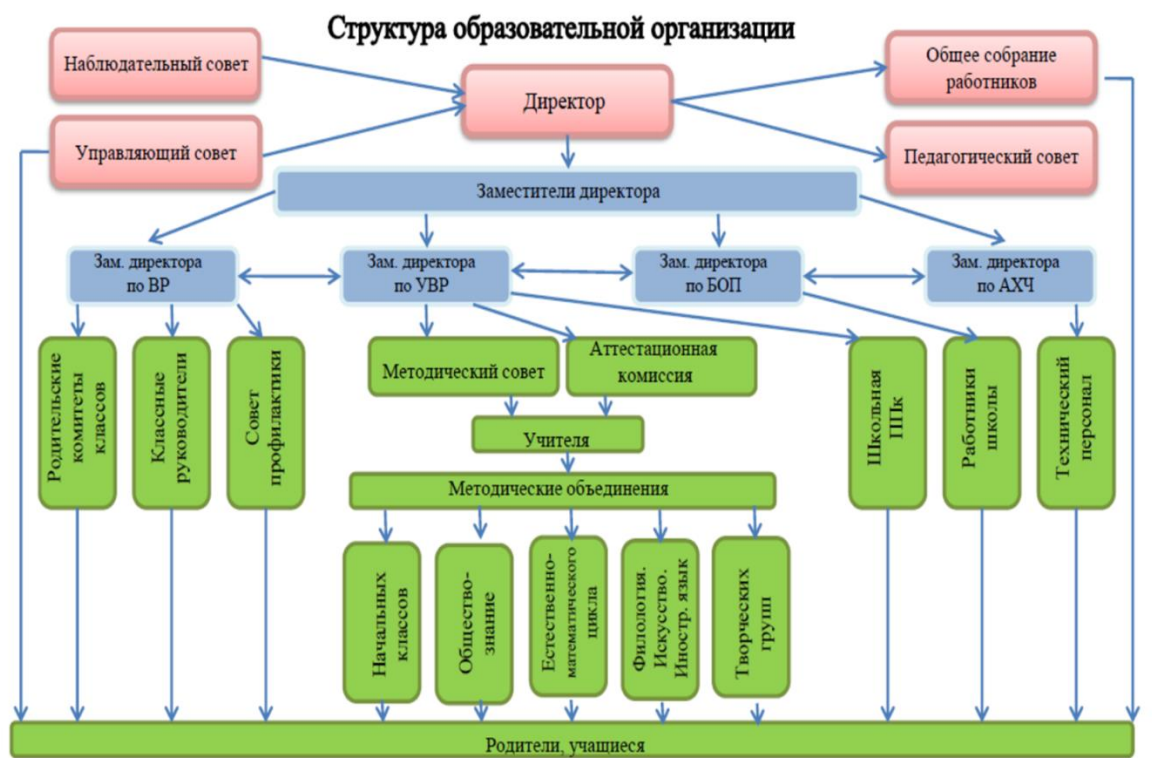 Структура образовательной организации
Наблюдательный совет
Директор
Общее собрание
работников
Управляющий совет
Педагогический совет
Заместители директора
Зам. директора
по ВР
Зам. директора
по УВР
Зам. директора
по БОП
Зам. директора
по АХЧ
Родительские
комитеты
классов
Классные
руководители
Совет
профилактики
Методический совет
Аттестационная
комиссия
Школьная
ППк
Работники
школы
Технический
персонал
Учителя
Методические объединения
Начальных
классов
Общество-
знание
Естественно-
математического
цикла
Филология.
Искусство.
Иностр. язык
Творческих
групп
Родители, учащиеся